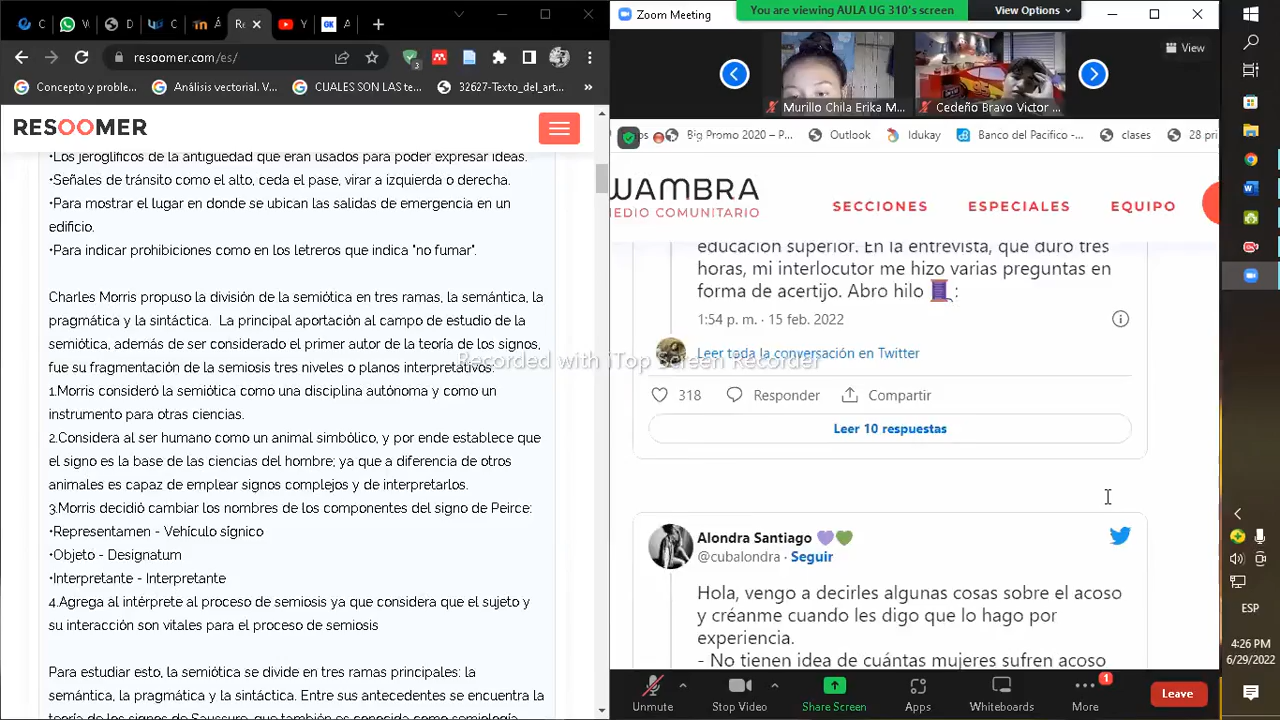 resoomer.com/es/
Concepto y proble...
Análisis vectorial. V...
CUALES SON LAS te...
32627-Texto_del_art...
RESOOMER
•Los jeroglíficos de la antigüedad que eran usados para poder expresar ideas.
•Señales de tránsito como el alto, ceda el pase, virar a izquierda o derecha.
•Para mostrar el lugar en donde se ubican las salidas de emergencia en un
edificio.
•Para indicar prohibiciones como en los letreros que indica "no fumar".
Charles Morris propuso la división de la semiótica en tres ramas, la semántica, la
pragmática y la sintáctica. La principal aportación al campo de estudio de la
semiótica, además de ser considerado el primer autor de la teoría de los signos,
fue su fragmentación de la semiosis tres niveles o planos interpretativos:
1.Morris consideró la semiótica como una disciplina autónoma y como un
instrumento para otras ciencias.
2.Considera al ser humano como un animal simbólico, y por ende establece que
el signo es la base de las ciencias del hombre; ya que a diferencia de otros
animales es capaz de emplear signos complejos y de interpretarlos.
3.Morris decidió cambiar los nombres de los componentes del signo de Peirce:
•Representamen - Vehículo sígnico
•Objeto - Designatum
•Interpretante - Interpretante
4.Agrega al intérprete al proceso de semiosis ya que considera que el sujeto y
su interacción son vitales para el proceso de semiosis
Para estudiar esto, la semiótica se divide en tres ramas principales: la
semántica, la pragmática y la sintáctica. Entre sus antecedentes se encuentra la
teoría de los signos de Saussure, que también es conocida como semiología
Zoom Meeting
You are viewing AULA UG 310's screen
View Options
View
Murillo Chila Erika M...
Cedeño Bravo Victor ...
Big Promo 2020 – P...
Outlook
Idukay
Banco del Pacifico -...
clases
28 pri
WAMBRA
MEDIO COMUNITARIO
SECCIONES
ESPECIALES
EQUIPO
educación superior. En la entrevista, que duró tres
horas, mi interlocutor me hizo varias preguntas en
forma de acertijo. Abro hilo 🧵:
1:54 p. m. · 15 feb. 2022
Leer toda la conversación en Twitter
Recorded with iTop Screen Recorder
318
Responder
Compartir
Leer 10 respuestas
Alondra Santiago 💜💚
@cubalondra · Seguir
Hola, vengo a decirles algunas cosas sobre el acoso
y créanme cuando les digo que lo hago por
experiencia.
- No tienen idea de cuántas mujeres sufren acoso
Unmute
Stop Video
Share Screen
Apps
Whiteboards
More
1
Leave
ESP
4:26 PM
6/29/2022